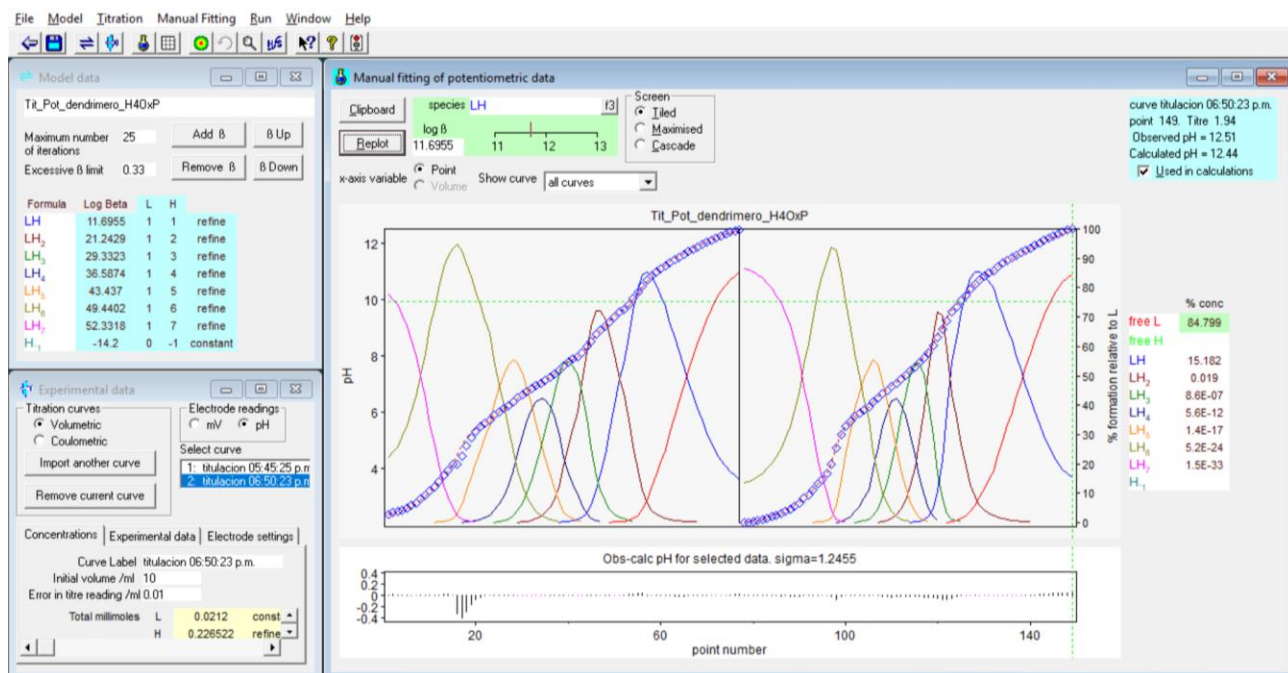 File Model Titration Manual Fitting Run Window Help
Model data
Tit_Pot_dendrimero_H4OxP
Maximum number of iterations 25
Add ß
ß Up
Excessive ß limit 0.33
Remove ß
ß Down
Formula Log Beta L H
LH 11.6955 1 1 refine
LH2 21.2429 1 2 refine
LH3 29.3323 1 3 refine
LH4 36.5874 1 4 refine
LH5 43.437 1 5 refine
LH6 49.4402 1 6 refine
LH7 52.3318 1 7 refine
H-1 -14.2 0 -1 constant
Experimental data
Titration curves
Volumetric
Coulometric
Import another curve
Remove current curve
Electrode readings
mV pH
Select curve
1: titulacion 05:45:25 p.m
2: titulacion 06:50:23 p.m
Concentrations Experimental data Electrode settings
Curve Label titulacion 06:50:23 p.m.
Initial volume /ml 10
Error in titre reading /ml 0.01
Total millimoles L 0.0212 const
H 0.226522 refine
Manual fitting of potentiometric data
Clipboard
Replot
species LH f3
log ß
11.6955
11 12 13
Screen
Tiled
Maximised
Cascade
x-axis variable
Point
Volume
Show curve all curves
curve titulacion 06:50:23 p.m.
point 149. Titre 1.94
Observed pH = 12.51
Calculated pH = 12.44
Used in calculations
Tit_Pot_dendrimero_H4OxP
pH
12
10
8
6
4
100
90
80
70
60
50
40
30
20
10
0
% formation relative to L
% conc
free L 84.799
free H
LH 15.182
LH2 0.019
LH3 8.6E-07
LH4 5.6E-12
LH5 1.4E-17
LH6 5.2E-24
LH7 1.5E-33
H-1
Obs-calc pH for selected data. sigma=1.2455
0.4
0.2
0
-0.2
-0.4
20 60 100 140
point number